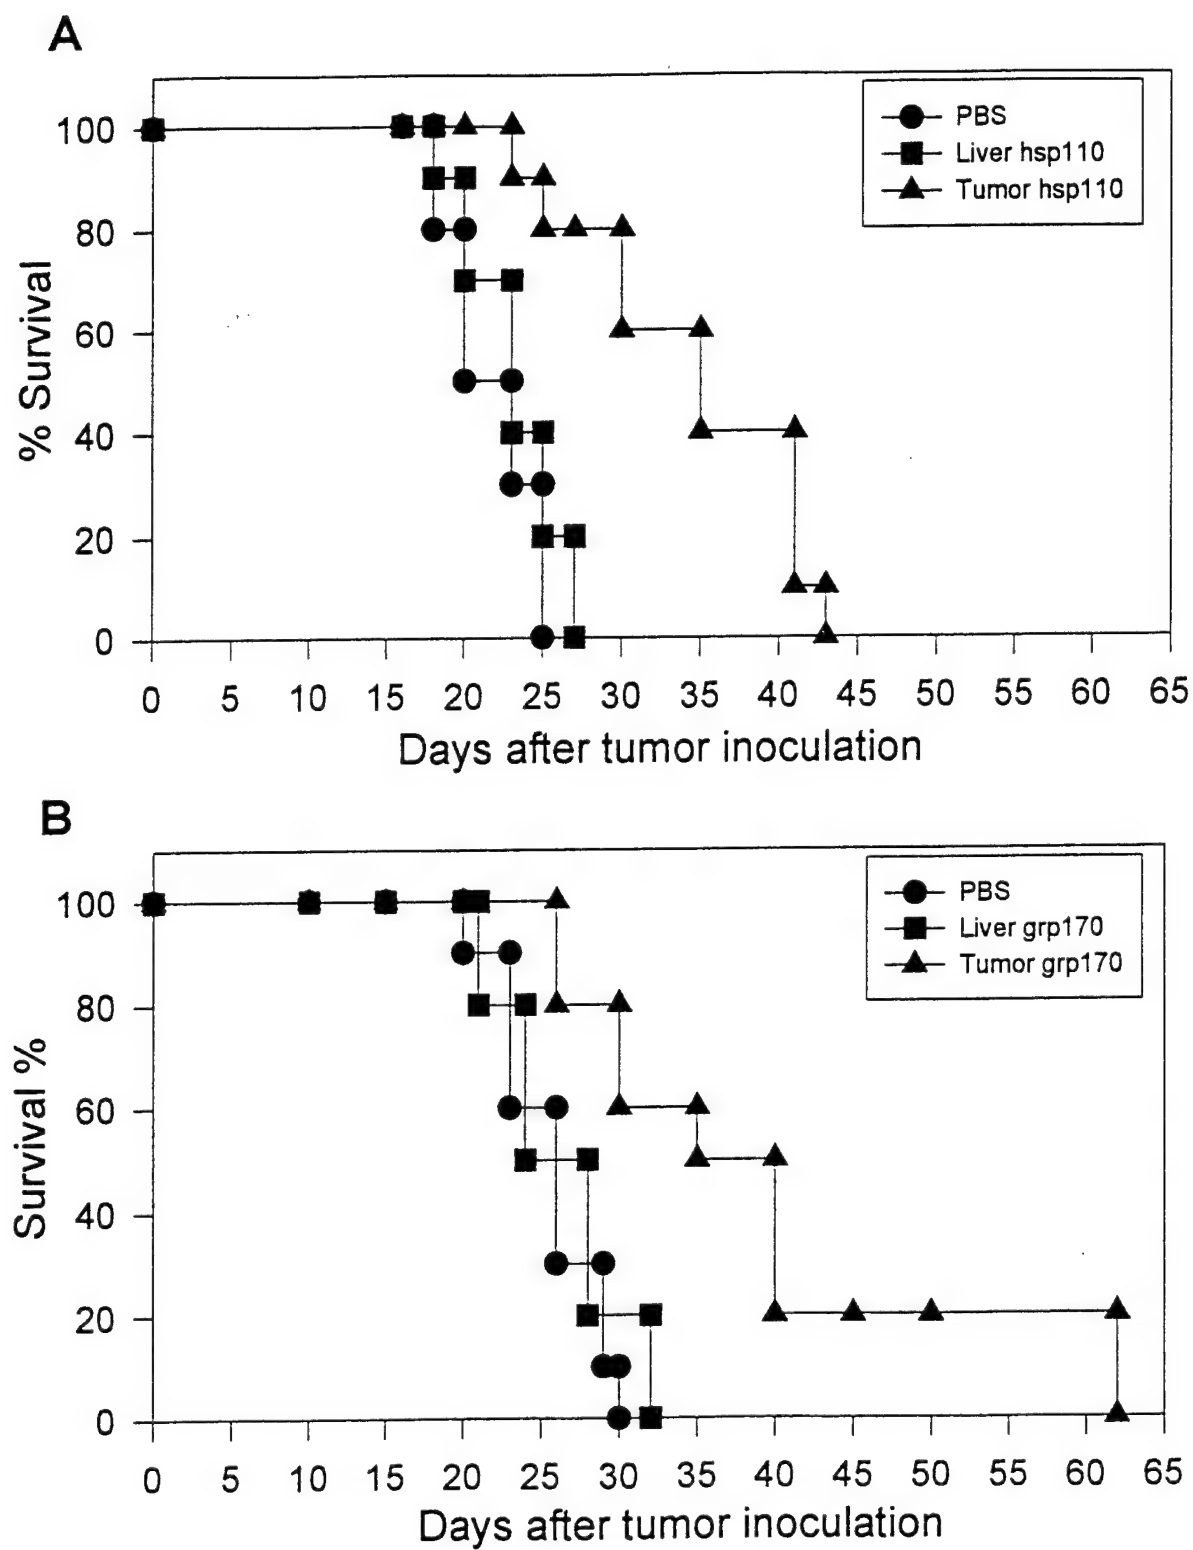 A
100
80
60
40
20
0
% Survival
PBS
Liver hsp110
Tumor hsp110
0 5 10 15 20 25 30 35 40 45 50 55 60 65
Days after tumor inoculation
B
100
80
60
40
20
0
Survival %
PBS
Liver grp170
Tumor grp170
0 5 10 15 20 25 30 35 40 45 50 55 60 65
Days after tumor inoculation